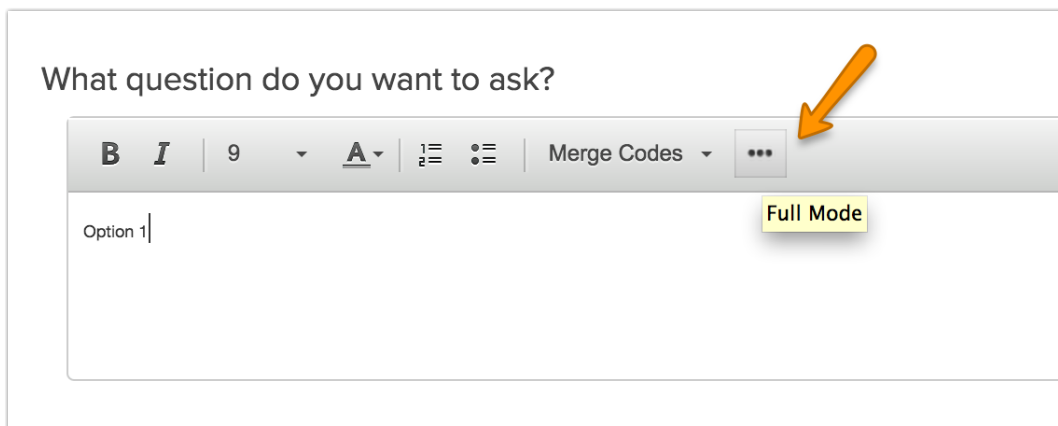 What question do you want to ask?
B I 9 A Merge Codes •••
Full Mode
Option 1